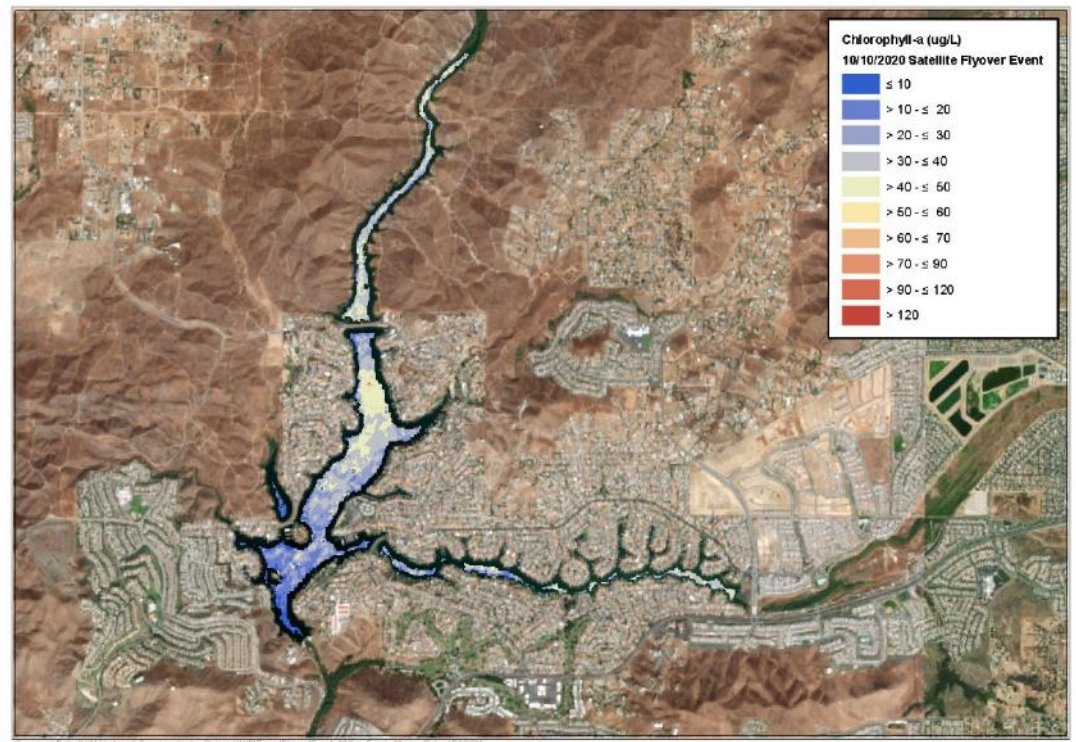 Chlorophyll-a (ug/L)
10/10/2020 Satellite Flyover Event
≤ 10
> 10 - ≤ 20
> 20 - ≤ 30
> 30 - ≤ 40
> 40 - ≤ 50
> 50 - ≤ 60
> 60 - ≤ 70
> 70 - ≤ 90
> 90 - ≤ 120
> 120